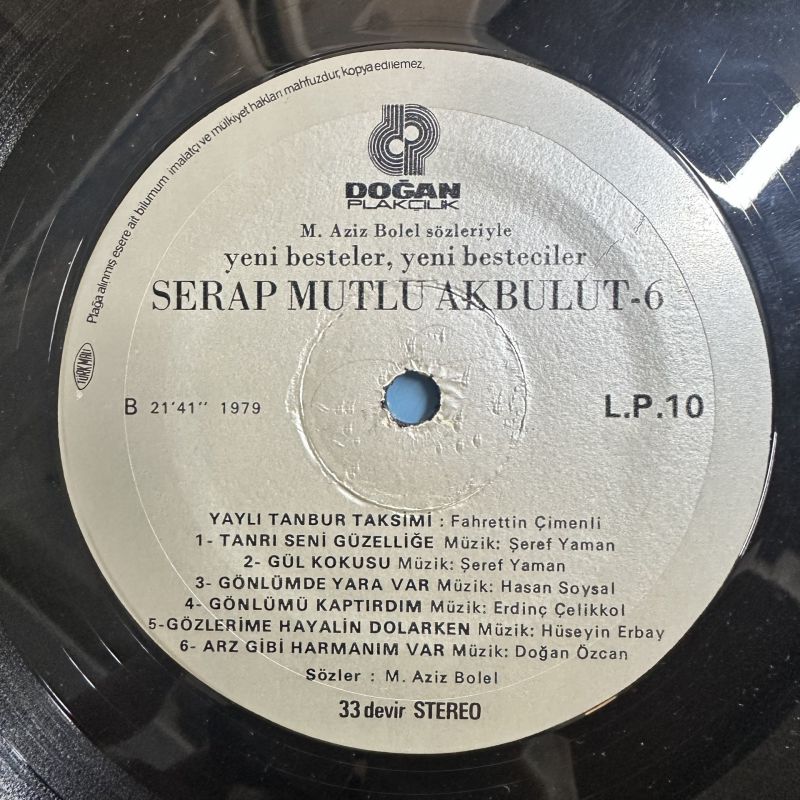 Plağa alınmış esere ait bilumum imalatçı ve mülkiyet hakları mahfuzdur, kopya edilemez.
DOĞAN
PLAKÇILIK
M. Aziz Bolel sözleriyle
yeni besteler, yeni besteciler
SERAP MUTLU AKBULUT-6
TÜRK MALI
B 21'41'' 1979
L.P.10
YAYLI TANBUR TAKSİMİ : Fahrettin Çimenli
1- TANRI SENİ GÜZELLİĞE Müzik: Şeref Yaman
2- GÜL KOKUSU Müzik: Şeref Yaman
3- GÖNLÜMDE YARA VAR Müzik: Hasan Soysal
4- GÖNLÜMÜ KAPTIRDIM Müzik: Erdinç Çelikkol
5-GÖZLERİME HAYALİN DOLARKEN Müzik: Hüseyin Erbay
6- ARZ GİBİ HARMANIM VAR Müzik: Doğan Özcan
Sözler : M. Aziz Bolel
33 devir STEREO